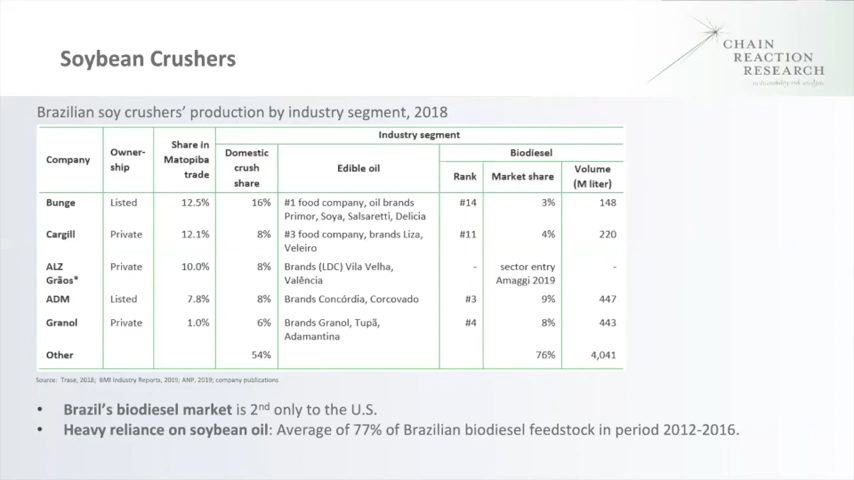 Soybean Crushers
CHAIN
REACTION
RESEARCH
sustainability risk analysis
Brazilian soy crushers' production by industry segment, 2018
Company
Owner-
ship
Share in
Matopiba
trade
Industry segment
Domestic
crush
share
Edible oil
Biodiesel
Rank
Market share
Volume
(M liter)
Bunge Listed 12.5% 16% #1 food company, oil brands #14 3% 148
Primor, Soya, Salsaretti, Delicia
Cargill Private 12.1% 8% #3 food company, brands Liza, #11 4% 220
Veleiro
ALZ Private 10.0% 8% Brands (LDC) Vila Velha, - sector entry -
Grãos* Valência Amaggi 2019
ADM Listed 7.8% 8% Brands Concórdia, Corcovado #3 9% 447
Granol Private 1.0% 6% Brands Granol, Tupã, #4 8% 443
Adamantina
Other 54% 76% 4,041
Source: Trase, 2018; BMI Industry Reports, 2019; ANP, 2019; company publications
• Brazil's biodiesel market is 2nd only to the U.S.
• Heavy reliance on soybean oil: Average of 77% of Brazilian biodiesel feedstock in period 2012-2016.